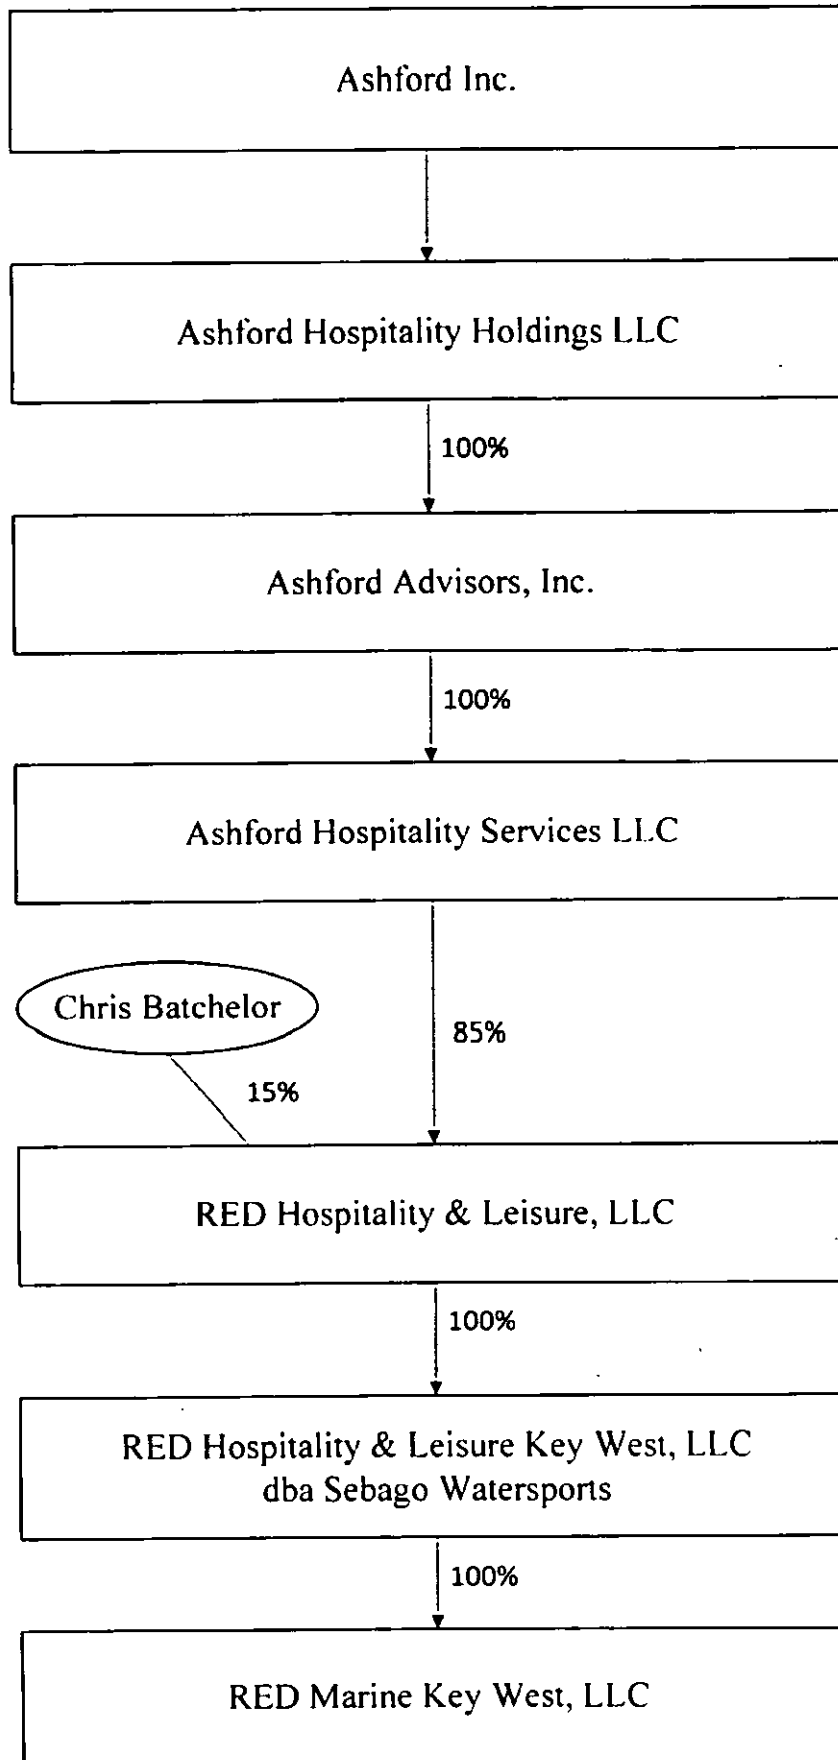 Ashford Inc.
Ashford Hospitality Holdings LLC
100%
Ashford Advisors, Inc.
100%
Ashford Hospitality Services LLC
Chris Batchelor
85%
15%
RED Hospitality & Leisure, LLC
100%
RED Hospitality & Leisure Key West, LLC
dba Sebago Watersports
100%
RED Marine Key West, LLC